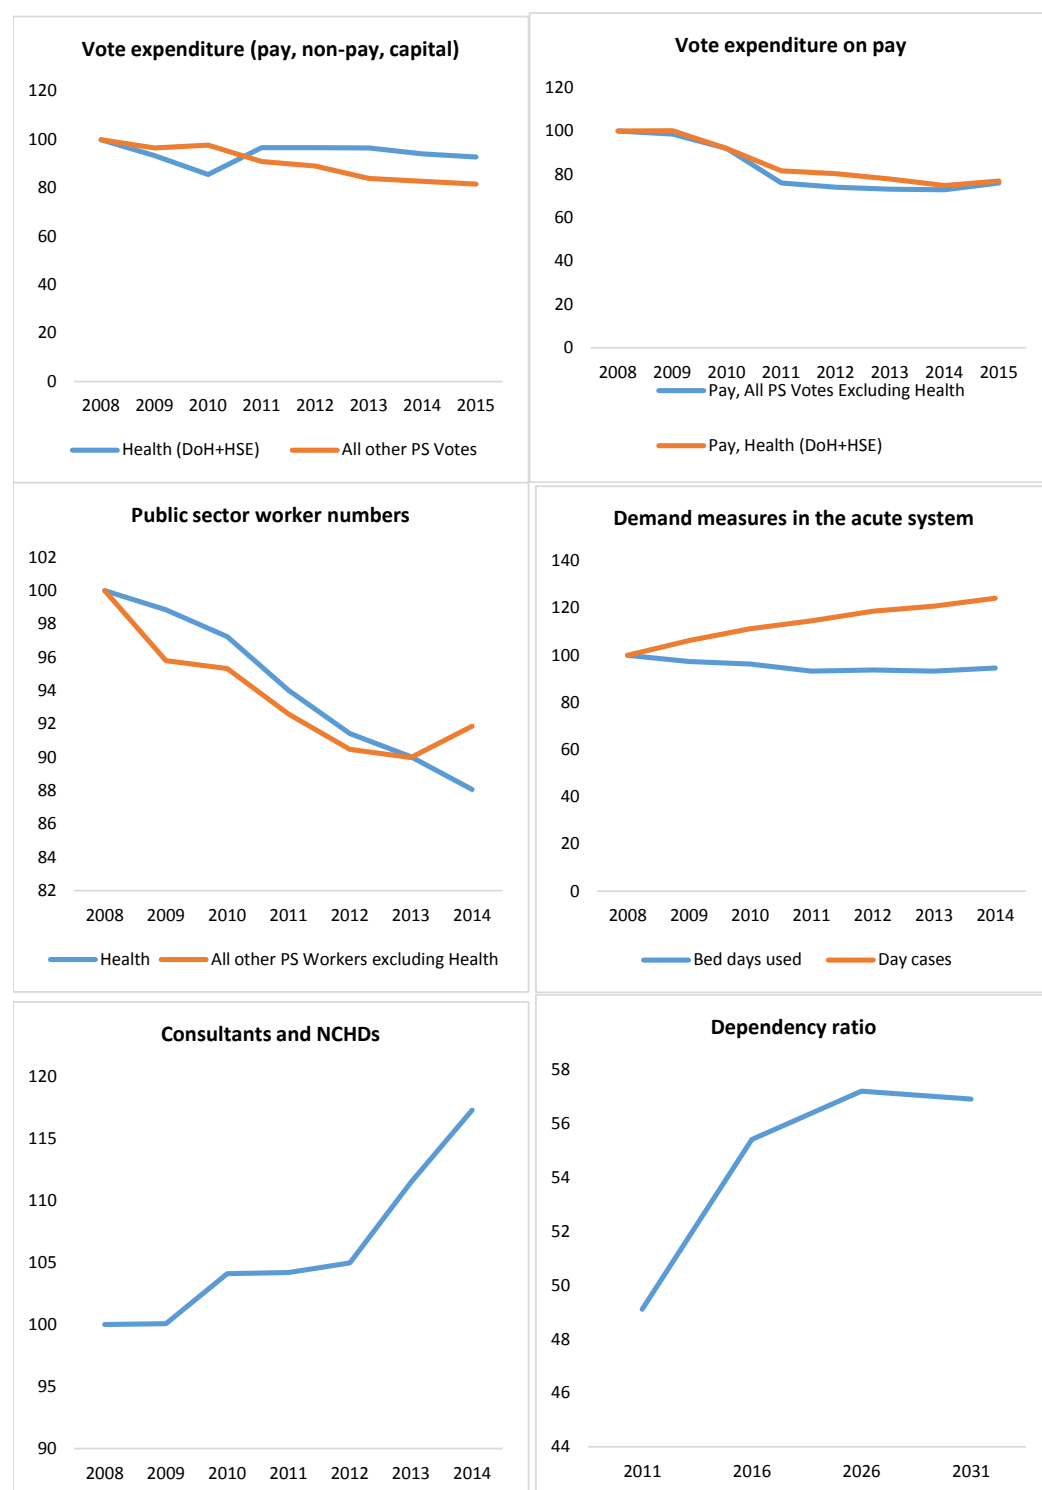 Vote expenditure (pay, non-pay, capital)
120
100
80
60
40
20
0
2008 2009 2010 2011 2012 2013 2014 2015
Health (DoH+HSE) All other PS Votes
Vote expenditure on pay
120
100
80
60
40
20
0
2008 2009 2010 2011 2012 2013 2014 2015
Pay, All PS Votes Excluding Health
Pay, Health (DoH+HSE)
Public sector worker numbers
102
100
98
96
94
92
90
88
86
84
82
2008 2009 2010 2011 2012 2013 2014
Health All other PS Workers excluding Health
Demand measures in the acute system
140
120
100
80
60
40
20
0
2008 2009 2010 2011 2012 2013 2014
Bed days used Day cases
Consultants and NCHDs
120
115
110
105
100
95
90
2008 2009 2010 2011 2012 2013 2014
Dependency ratio
58
56
54
52
50
48
46
44
2011 2016 2026 2031